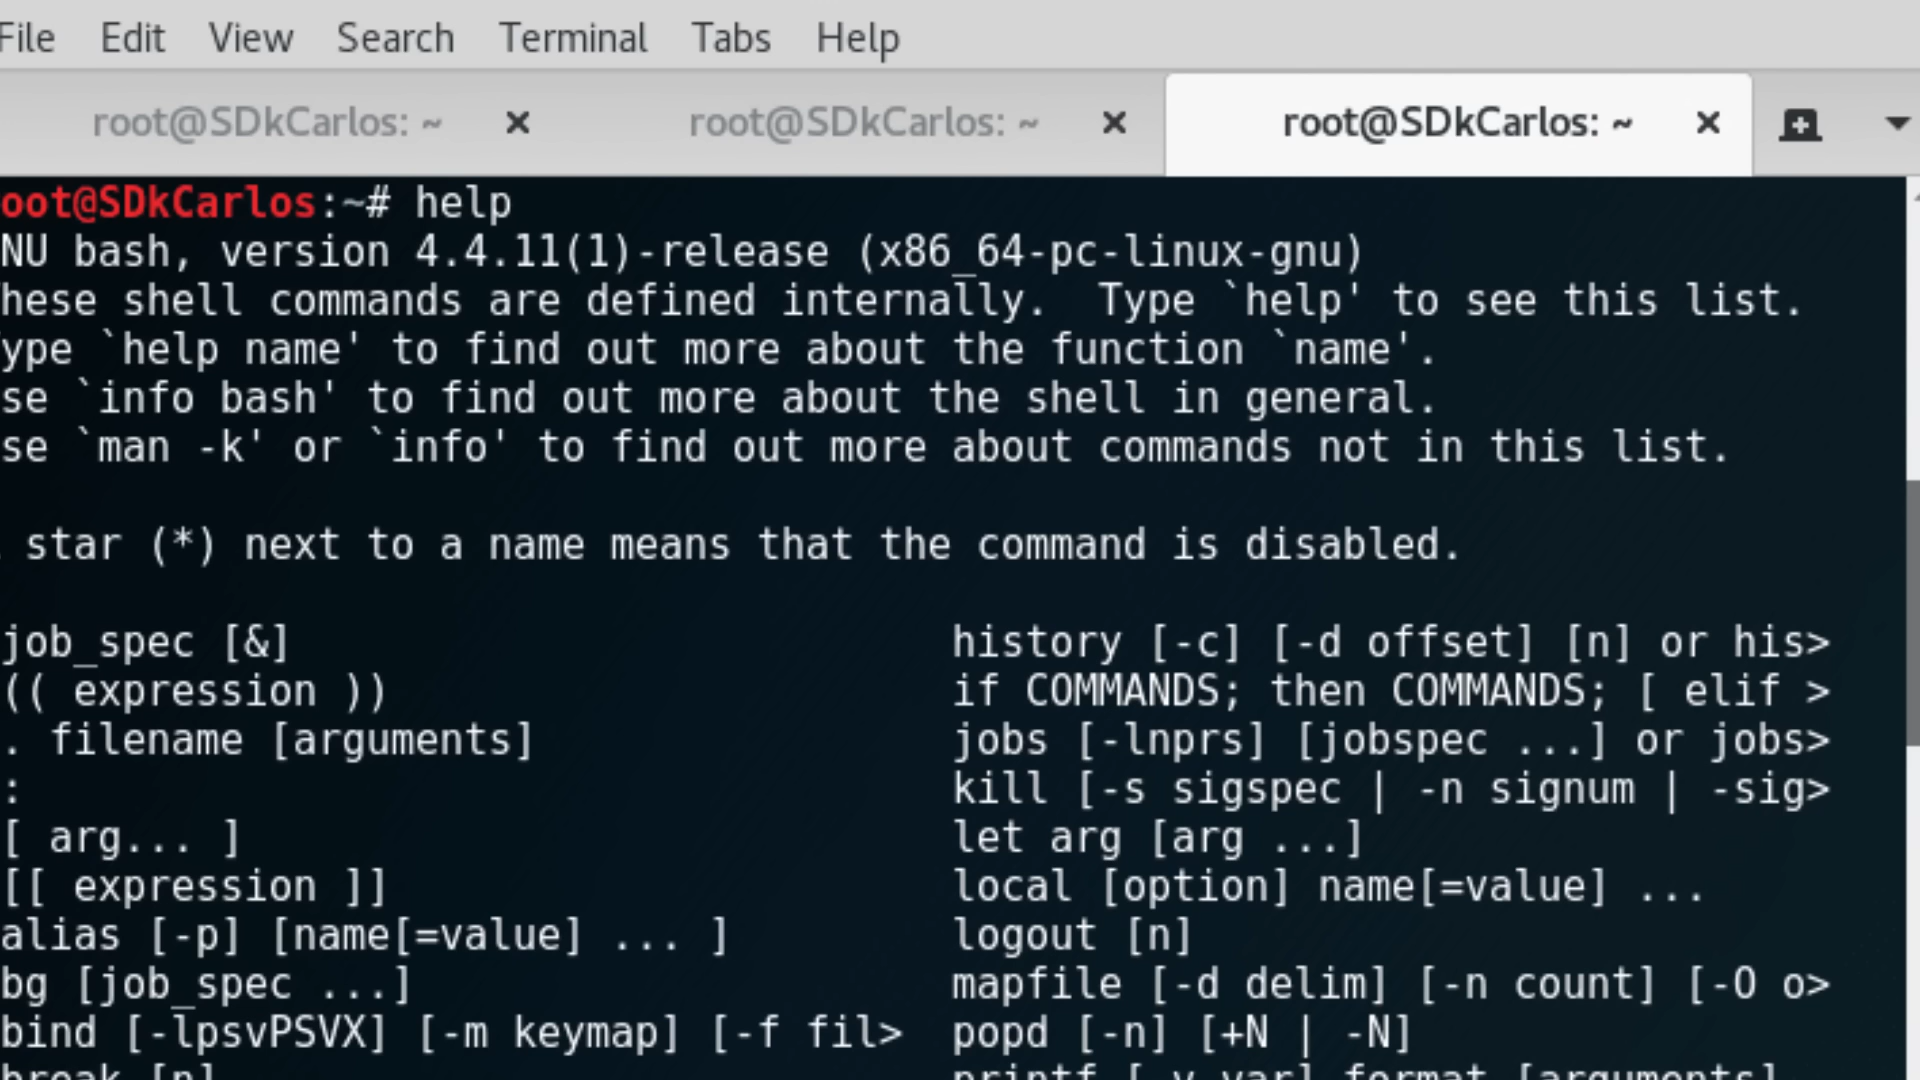 File Edit View Search Terminal Tabs Help
root@SDkCarlos: ~ × root@SDkCarlos: ~ × root@SDkCarlos: ~ ×
oot@SDkCarlos:~# help
NU bash, version 4.4.11(1)-release (x86_64-pc-linux-gnu)
hese shell commands are defined internally.  Type `help' to see this list.
ype `help name' to find out more about the function `name'.
se `info bash' to find out more about the shell in general.
se `man -k' or `info' to find out more about commands not in this list.
star (*) next to a name means that the command is disabled.
job_spec [&] history [-c] [-d offset] [n] or his>
(( expression )) if COMMANDS; then COMMANDS; [ elif >
. filename [arguments] jobs [-lnprs] [jobspec ...] or jobs>
: kill [-s sigspec | -n signum | -sig>
[ arg... ] let arg [arg ...]
[[ expression ]] local [option] name[=value] ...
alias [-p] [name[=value] ... ] logout [n]
bg [job_spec ...] mapfile [-d delim] [-n count] [-O o>
bind [-lpsvPSVX] [-m keymap] [-f fil> popd [-n] [+N | -N]
break [n] printf [-v var] format [arguments]